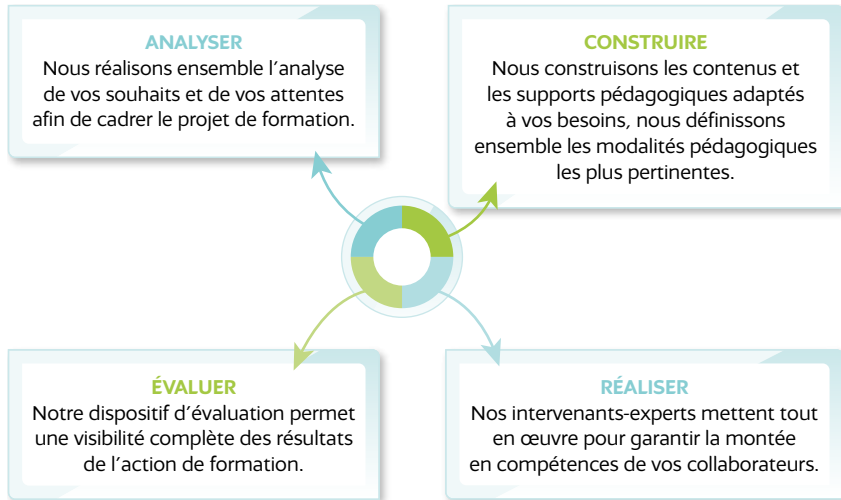 ANALYSER
Nous réalisons ensemble l'analyse
de vos souhaits et de vos attentes
afin de cadrer le projet de formation.
CONSTRUIRE
Nous construisons les contenus et
les supports pédagogiques adaptés
à vos besoins, nous définissons
ensemble les modalités pédagogiques
les plus pertinentes.
ÉVALUER
Notre dispositif d'évaluation permet
une visibilité complète des résultats
de l'action de formation.
RÉALISER
Nos intervenants-experts mettent tout
en œuvre pour garantir la montée
en compétences de vos collaborateurs.